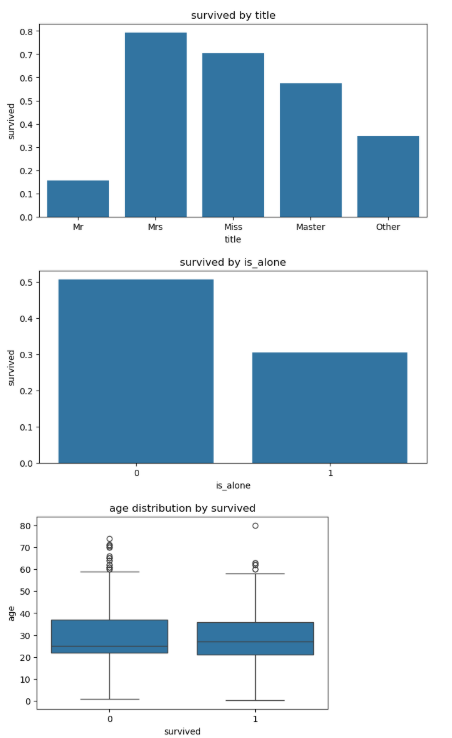 survived by title
0.8
0.7
0.6
0.5
0.4
0.3
0.2
0.1
0.0
survived
Mr Mrs Miss Master Other
title
survived by is_alone
0.5
0.4
0.3
0.2
0.1
0.0
survived
0 1
is_alone
age distribution by survived
80
70
60
50
40
30
20
10
0
age
0 1
survived